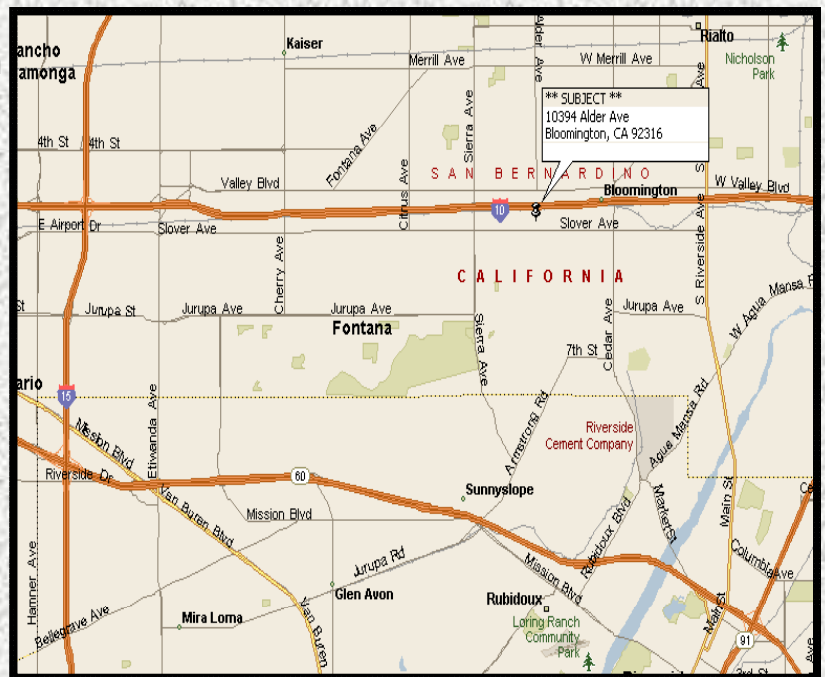 ancho
amonga
Kaiser
Alder Ave
Rialto
Merrill Ave
W Merrill Ave
Nicholson
Park
** SUBJECT **
10394 Alder Ave
Bloomington, CA 92316
4th St
4th St
Fontana Ave
Sierra Ave
SAN BERNARDINO
Valley Blvd
Citrus Ave
Bloomington
W Valley Blvd
10
E Airport Dr
Slover Ave
Slover Ave
S Riverside Ave
Cherry Ave
CALIFORNIA
Jurupa St
Jurupa Ave
Jurupa Ave
Fontana
Sierra Ave
Cedar Ave
Jurupa Ave
W Agua Mansa R
7th St
ario
15
Etiwanda Ave
Mission Blvd
Armstrong Rd
Riverside
Cement Company
Agua Mansa Rd
Riverside Dr
60
Sunnyslope
Van Buren Blvd
Mission Blvd
Rubidoux Blvd
Market St
Main St
Jurupa Rd
Mission Blvd
Columbia Ave
Hamner Ave
Glen Avon
Rubidoux
Main St
Bellegrave Ave
Mira Loma
Van Buren
Loring Ranch
Community
Park
91
3rd St
Ave